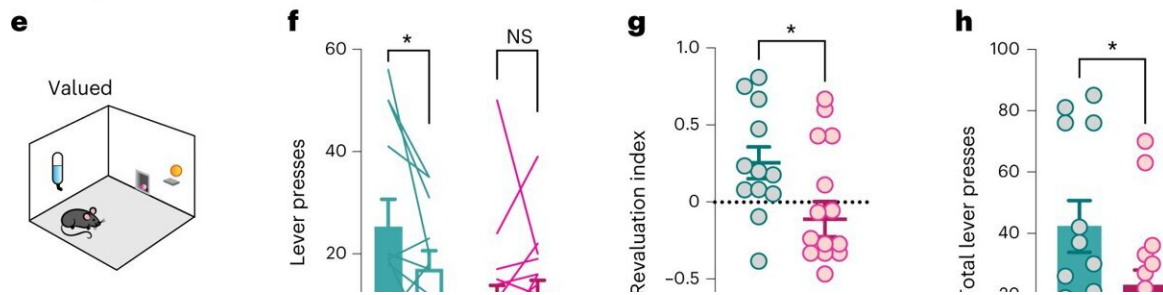 e
Valued
f
Lever presses
60
40
20
*
NS
g
Revaluation index
1.0
0.5
0
−0.5
*
h
Total lever presses
100
80
60
40
20
*